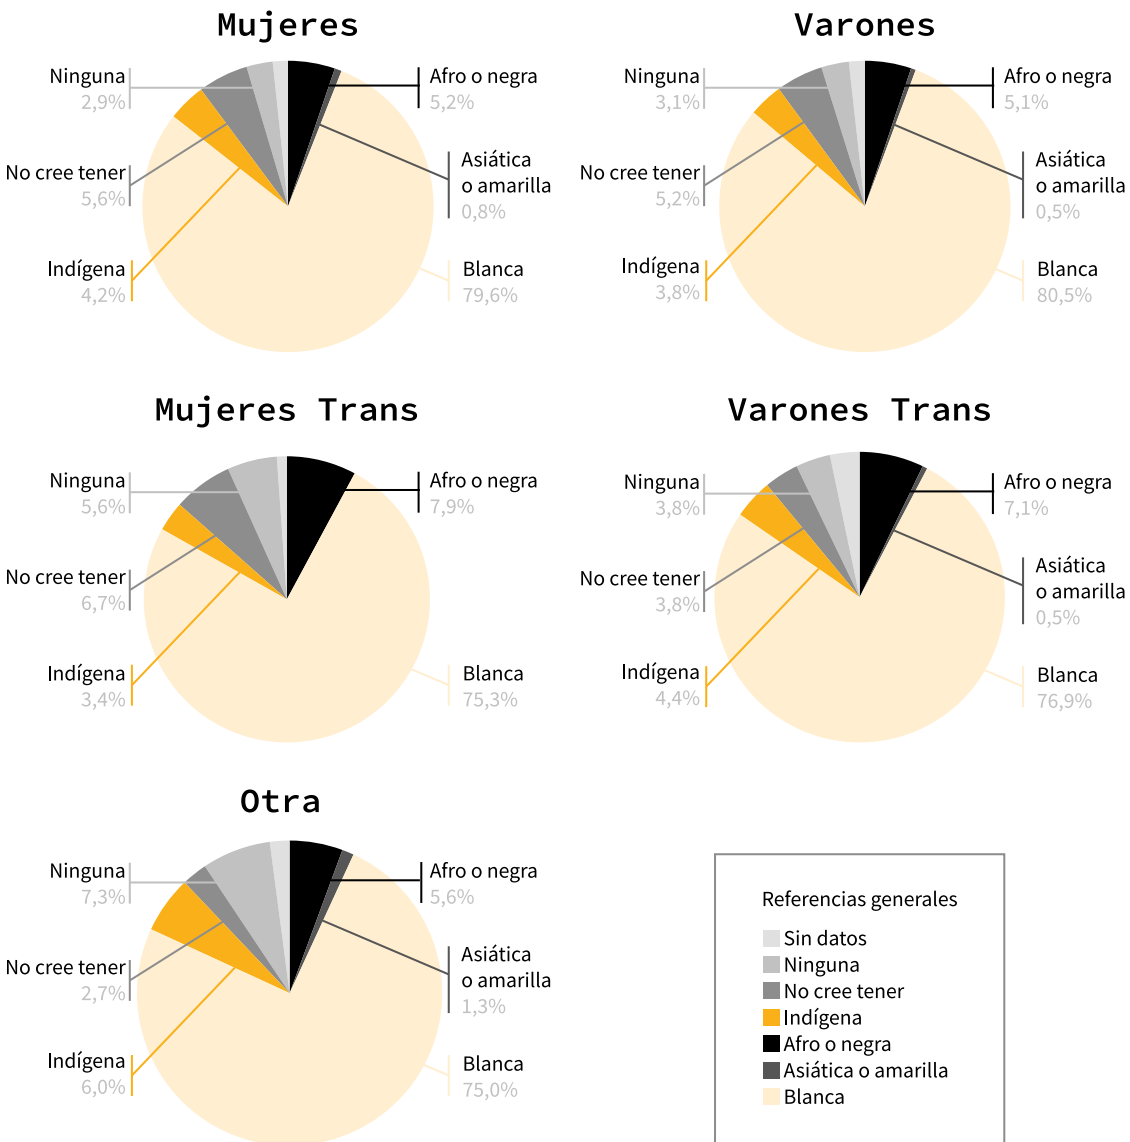 Mujeres
Ninguna
2,9%
No cree tener
5,6%
Indígena
4,2%
Afro o negra
5,2%
Asiática
o amarilla
0,8%
Blanca
79,6%
Varones
Ninguna
3,1%
No cree tener
5,2%
Indígena
3,8%
Afro o negra
5,1%
Asiática
o amarilla
0,5%
Blanca
80,5%
Mujeres Trans
Ninguna
5,6%
No cree tener
6,7%
Indígena
3,4%
Afro o negra
7,9%
Blanca
75,3%
Varones Trans
Ninguna
3,8%
No cree tener
3,8%
Indígena
4,4%
Afro o negra
7,1%
Asiática
o amarilla
0,5%
Blanca
76,9%
Otra
Ninguna
7,3%
No cree tener
2,7%
Indígena
6,0%
Afro o negra
5,6%
Asiática
o amarilla
1,3%
Blanca
75,0%
Referencias generales
Sin datos
Ninguna
No cree tener
Indígena
Afro o negra
Asiática o amarilla
Blanca